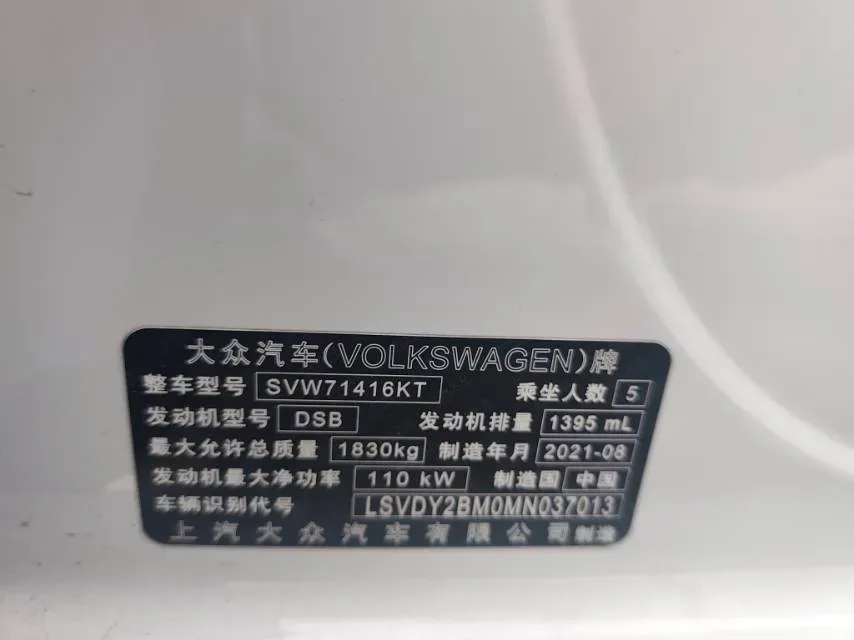 大众汽车(VOLKSWAGEN)牌
整车型号 SVW71416KT 乘坐人数 5
发动机型号 DSB 发动机排量 1395 mL
最大允许总质量 1830kg 制造年月 2021-08
发动机最大净功率 110 kW 制造国 中国
车辆识别代号 LSVDY2BM0MN037013
上汽大众汽车有限公司制造